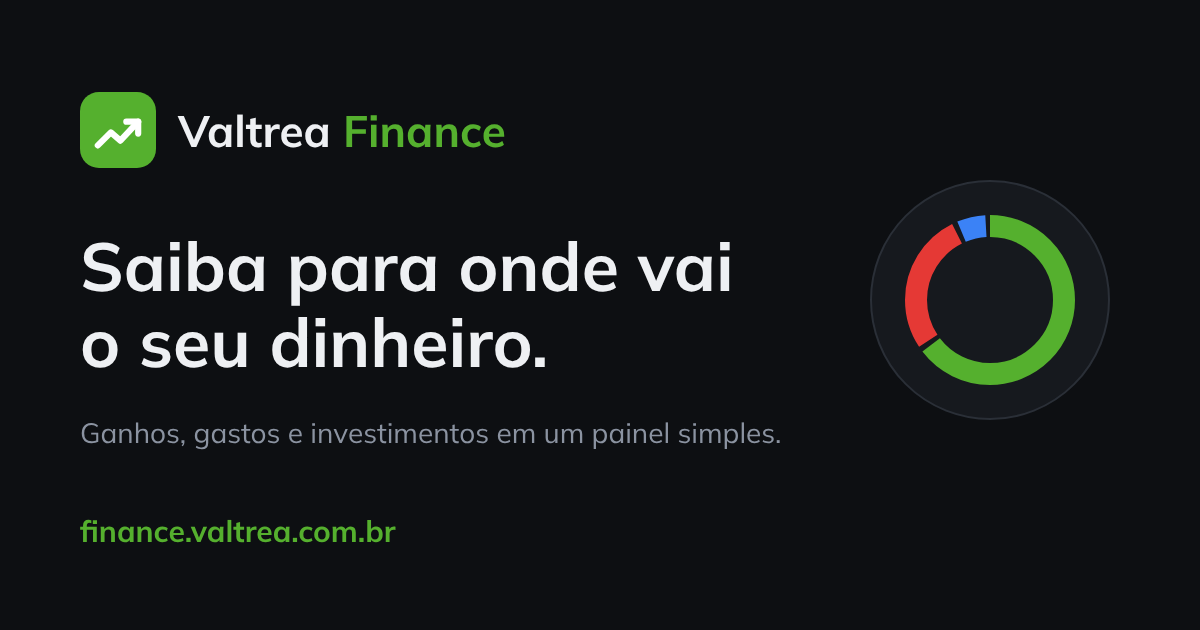 Valtrea Finance
Saiba para onde vai
o seu dinheiro.
Ganhos, gastos e investimentos em um painel simples.
finance.valtrea.com.br